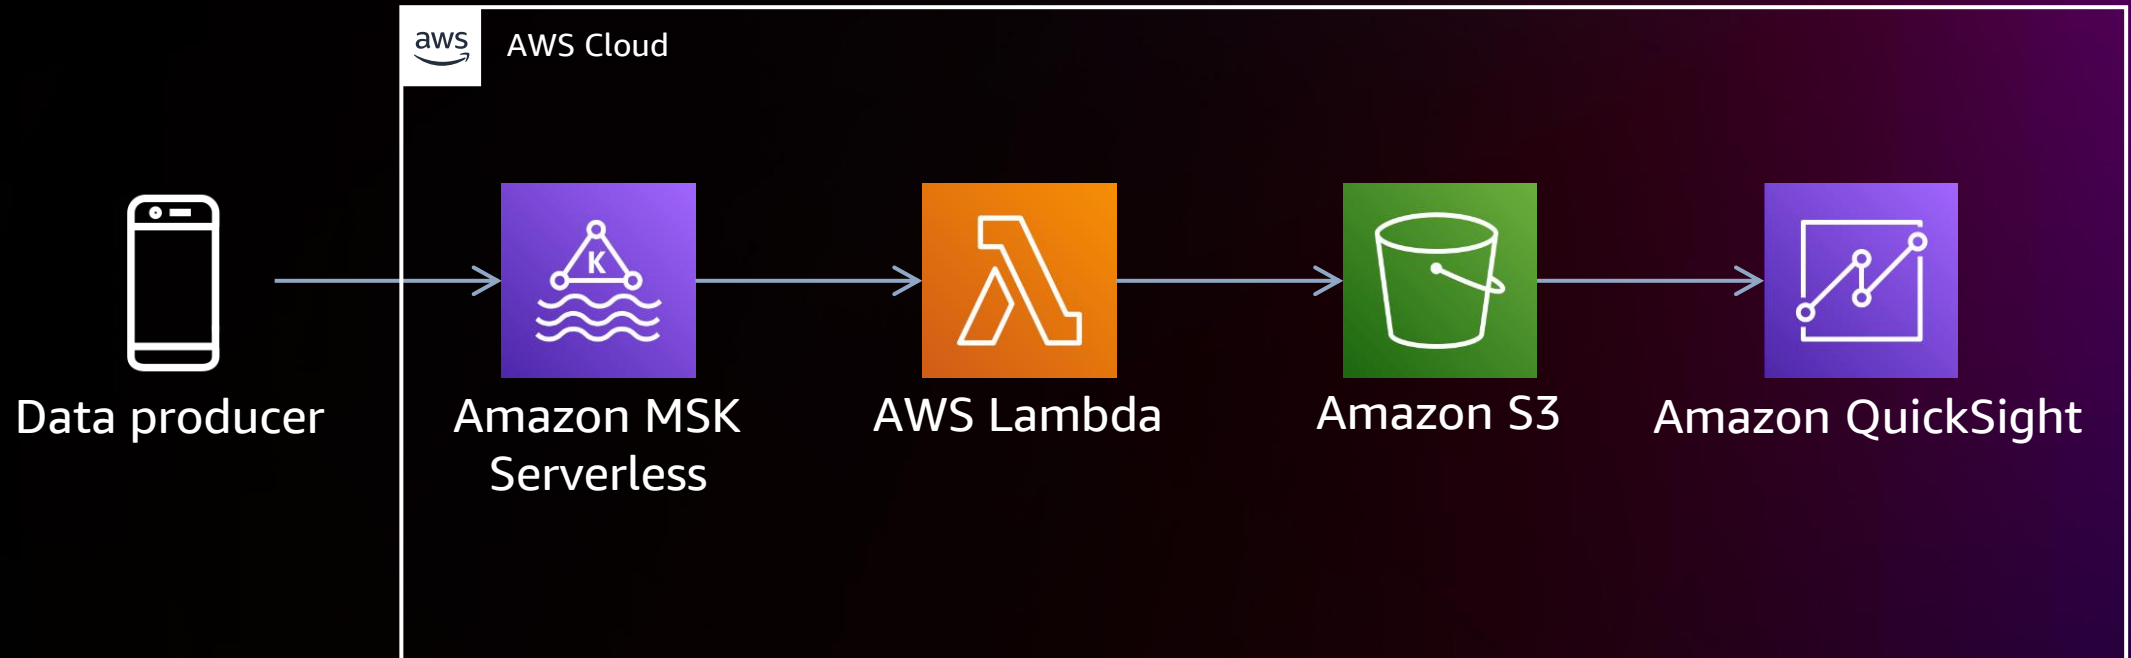 aws
AWS Cloud
K
Data producer
Amazon MSK
Serverless
AWS Lambda
Amazon S3
Amazon QuickSight